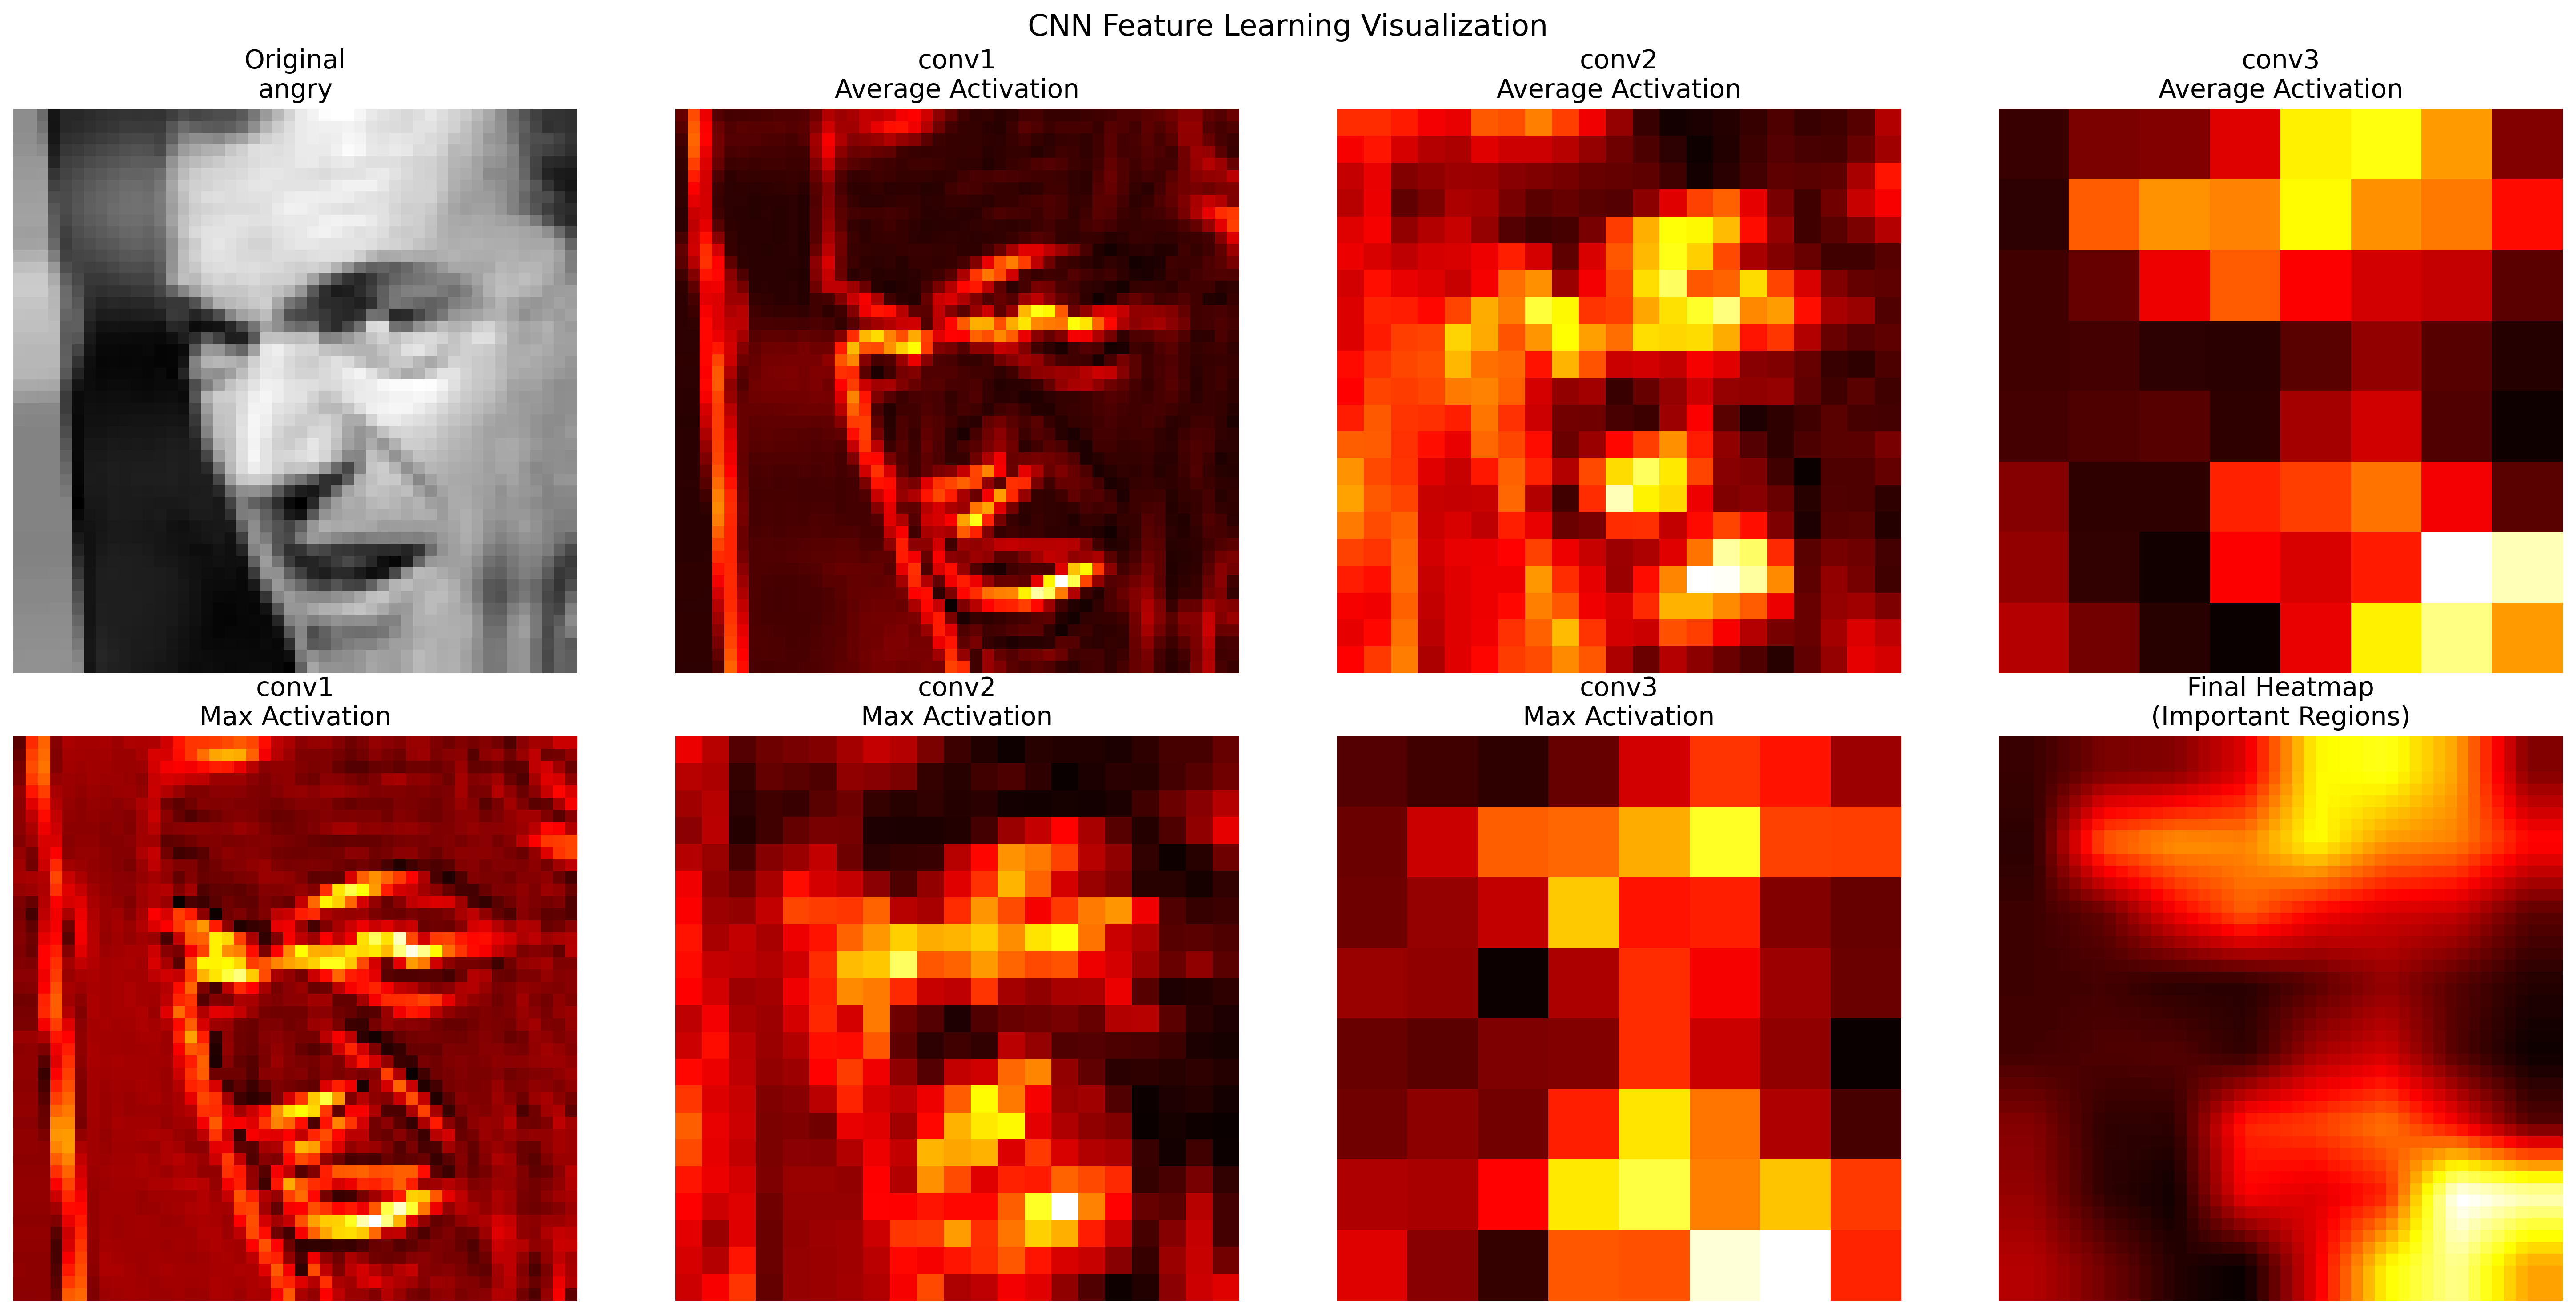 CNN Feature Learning Visualization
Original
angry
conv1
Average Activation
conv2
Average Activation
conv3
Average Activation
conv1
Max Activation
conv2
Max Activation
conv3
Max Activation
Final Heatmap
(Important Regions)